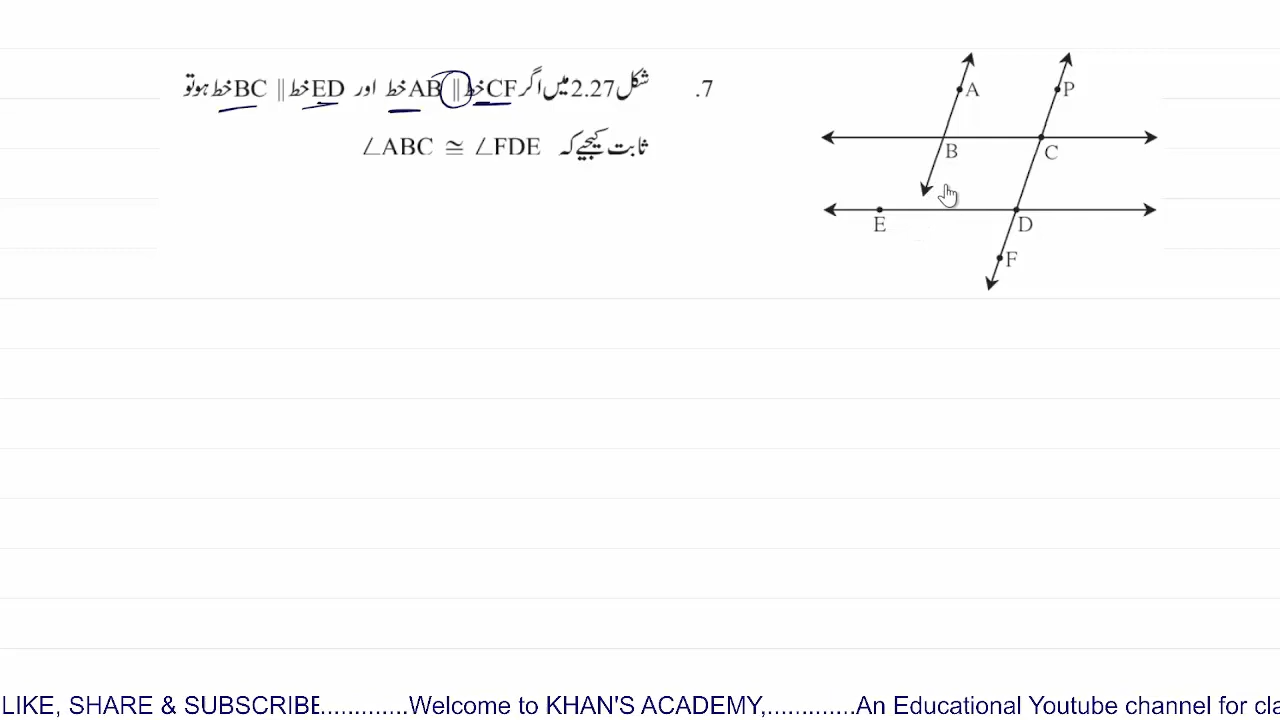 7. شکل 2.27 میں اگر خط CF || خط AB اور خط ED || خط BC ہو تو
ثابت کیجیے کہ ∠ABC ≅ ∠FDE
A
P
B
C
E
D
F
LIKE, SHARE & SUBSCRIBE.............Welcome to KHAN'S ACADEMY,.............An Educational Youtube channel for cla